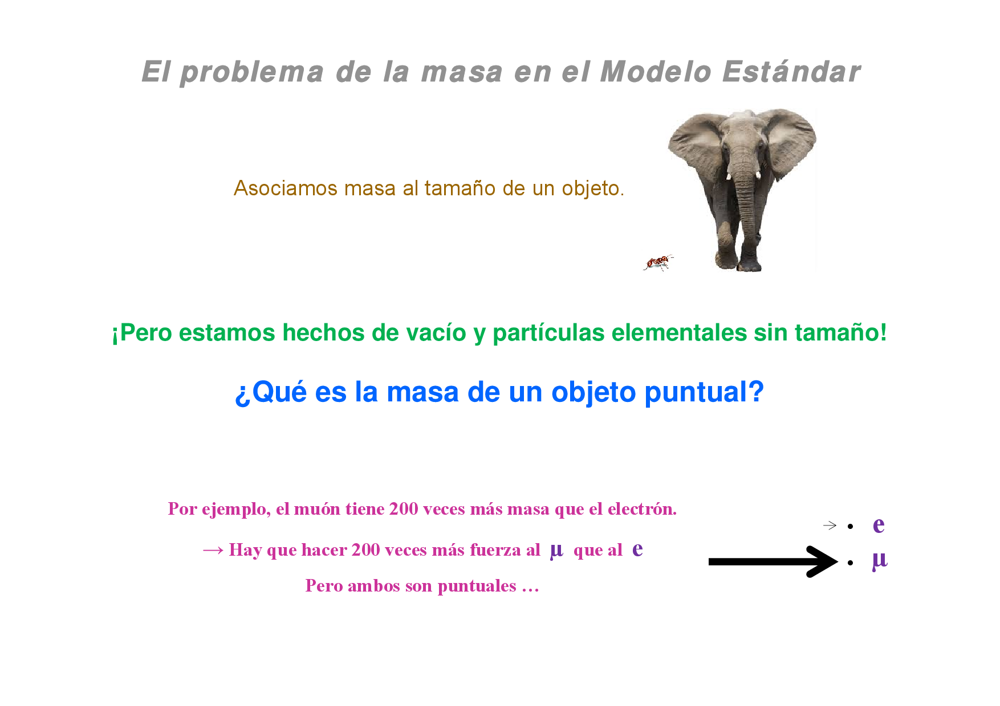 El problema de la masa en el Modelo Estándar
Asociamos masa al tamaño de un objeto.
¡Pero estamos hechos de vacío y partículas elementales sin tamaño!
¿Qué es la masa de un objeto puntual?
Por ejemplo, el muón tiene 200 veces más masa que el electrón.
→ Hay que hacer 200 veces más fuerza al μ que al e
Pero ambos son puntuales …
• e
• μ